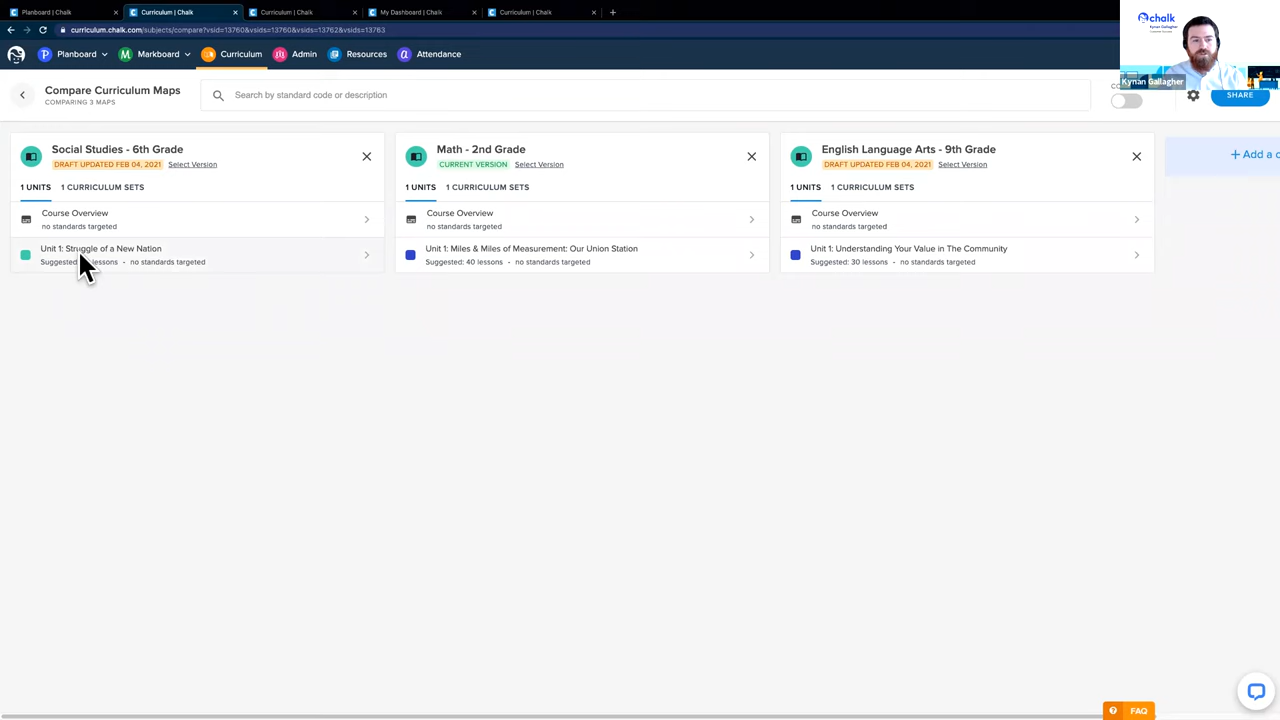 Planboard | Chalk
Curriculum | Chalk
Curriculum | Chalk
My Dashboard | Chalk
Curriculum | Chalk
curriculum.chalk.com/subjects/compare?vsid=13760&vsids=13760&vsids=13762&vsids=13763
Planboard
Markboard
Curriculum
Admin
Resources
Attendance
chalk
Kynan Gallagher
Kynan Gallagher
Compare Curriculum Maps
COMPARING 3 MAPS
Search by standard code or description
SHARE
Social Studies - 6th Grade
DRAFT UPDATED FEB 04, 2021 Select Version
1 UNITS 1 CURRICULUM SETS
Course Overview
no standards targeted
Unit 1: Struggle of a New Nation
Suggested: lessons • no standards targeted
Math - 2nd Grade
CURRENT VERSION Select Version
1 UNITS 1 CURRICULUM SETS
Course Overview
no standards targeted
Unit 1: Miles & Miles of Measurement: Our Union Station
Suggested: 40 lessons • no standards targeted
English Language Arts - 9th Grade
DRAFT UPDATED FEB 04, 2021 Select Version
1 UNITS 1 CURRICULUM SETS
Course Overview
no standards targeted
Unit 1: Understanding Your Value in The Community
Suggested: 30 lessons • no standards targeted
+ Add a c
FAQ